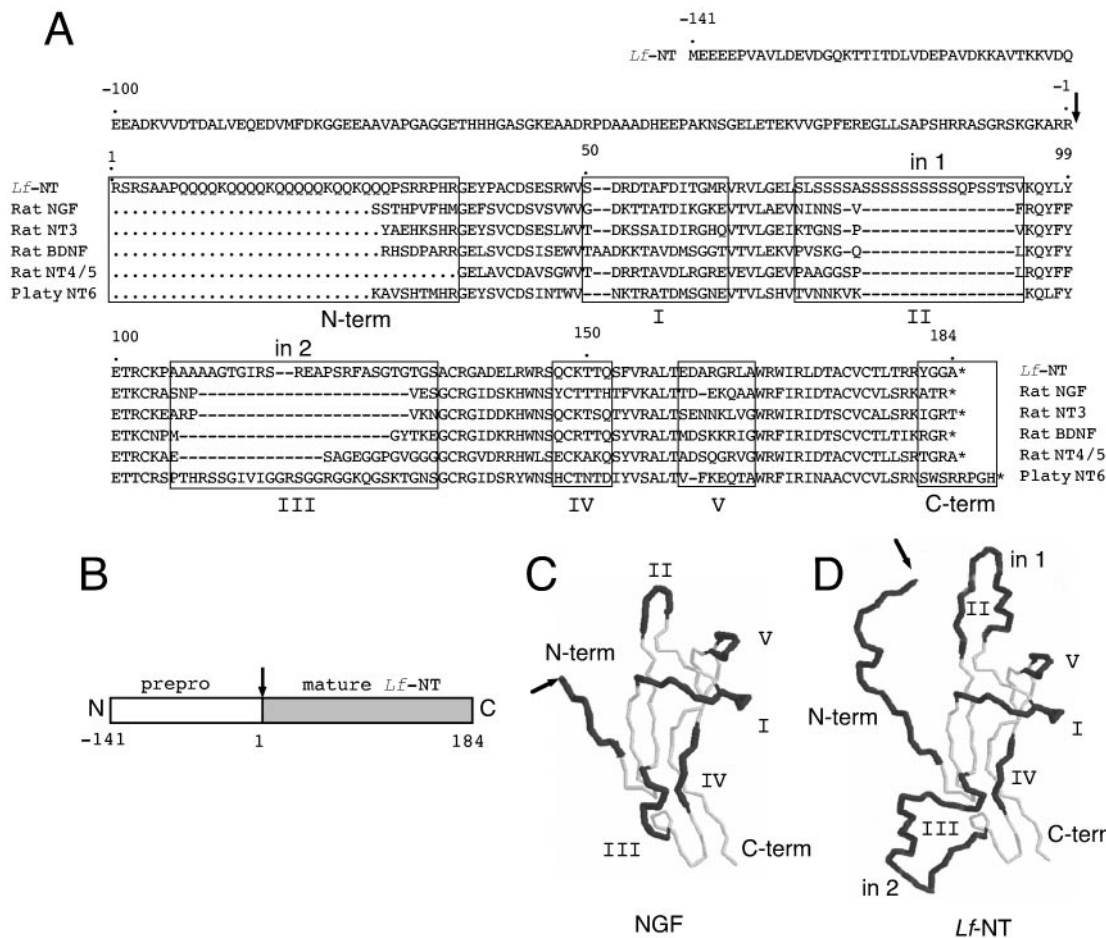 A
-141
Lf-NT MEEEEPVAVLDEVDGQKTTITDLVDEPAVDKKAVTKKVDQ
-100 -1
EEADKVVDTDALVEQEDVMFDKGGEEAAVAPGAGGETHHHGASGKEAADRPDAAADHEEPAKNSGELETEKVVGPFEREGLLSAPSHRRASGRSKGKARR
1 50 in 1 99
Lf-NT RSRSAAPQQQQKQQQQKQQQQQKQQKQQQPSRRPHRGEYPACDSESRWVS--DRDTAFDITGMRVRVLGELSLSSSSASSSSSSSSSSQPSSTSVKQYLY
Rat NGF ...........................SSTHPVFHMGEFSVCDSVSVWVG--DKTTATDIKGKEVTVLAEVNINNS-V----------------FRQYFF
Rat NT3 ............................YAEHKSHRGEYSVCDSESLWVT--DKSSAIDIRGHQVTVLGEIKTGNS-P----------------VKQYFY
Rat BDNF ............................RHSDPARRGELSVCDSISEWVTAADKKTAVDMSGGTVTVLEKVPVSKG-Q----------------LKQYFY
Rat NT4/5 ....................................GELAVCDAVSGWVT--DRRTAVDLRGREVEVLGEVPAAGGSP----------------LRQYFF
Platy NT6 ...........................KAVSHTMHRGEYSVCDSINTWVN--NKTRATDMSGNEVTVLSHVTVNNKVK-----------------KQLFY
N-term I II
100 in 2 150 184
ETRCKPAAAAAGTGIRS--REAPSRFASGTGTGSACRGADELRWRSQCKTTQSFVRALTEDARGRLAWRWIRLDTACVCTLTRRYGGA* Lf-NT
ETKCRASNP----------------------VESGCRGIDSKHWNSYCTTTHTFVKALTTD-EKQAAWRFIRIDTACVCVLSRKATR* Rat NGF
ETRCKEARP----------------------VKNGCRGIDDKHWNSQCKTSQTYVRALTSENNKLVGWRWIRIDTSCVCALSRKIGRT* Rat NT3
ETKCNPM----------------------GYTKEGCRGIDKRHWNSQCRTTQSYVRALTMDSKKRIGWRFIRIDTSCVCTLTIKRGR* Rat BDNF
ETRCKAE---------------SAGEGGPGVGGGGCRGVDRRHWLSECKAKQSYVRALTADSQGRVGWRWIRIDTACVCTLLSRTGRA* Rat NT4/5
ETTCRSPTHRSSGIVIGGRSGGRGGKQGSKTGNSGCRGIDSRYWNSHCTNTDIYVSALTV-FKEQTAWRFIRINAACVCVLSRNSWSRRPGH* Platy NT6
III IV V C-term
B
prepro mature Lf-NT
N C
-141 1 184
C
II
V
N-term
I
IV
III
C-term
NGF
D
in 1
II
V
N-term
I
IV
III
C-ter
in 2
Lf-NT